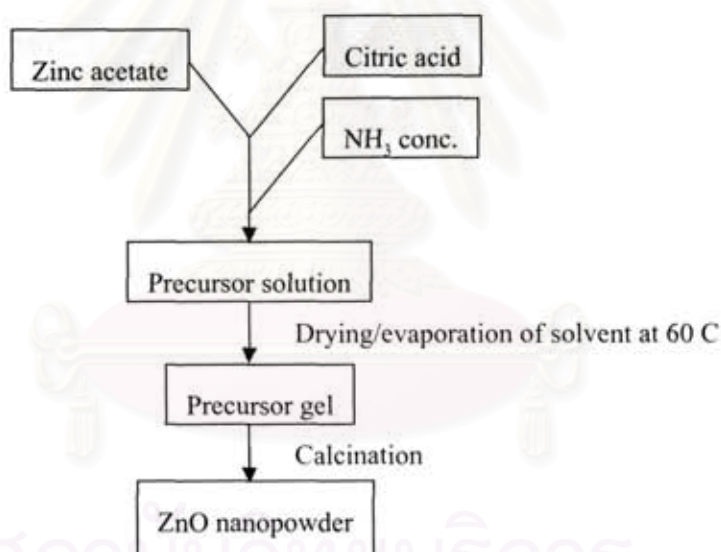 Zinc acetate
Citric acid
NH₃ conc.
Precursor solution
Drying/evaporation of solvent at 60 C
Precursor gel
Calcination
ZnO nanopowder